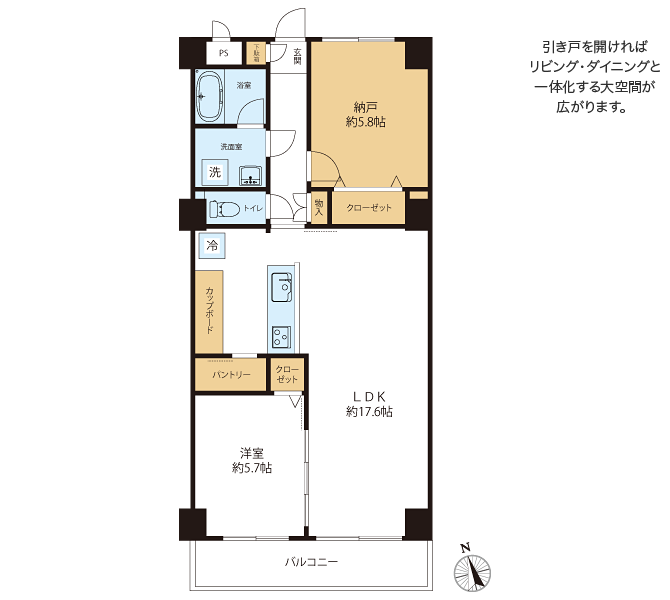 引き戸を開ければ
リビング・ダイニングと
一体化する大空間が
広がります。
PS
下駄箱
玄関
浴室
納戸
約5.8帖
洗面室
洗
トイレ
物入
クローゼット
冷
カップボード
パントリー
クロー
ゼット
LDK
約17.6帖
洋室
約5.7帖
バルコニー
N